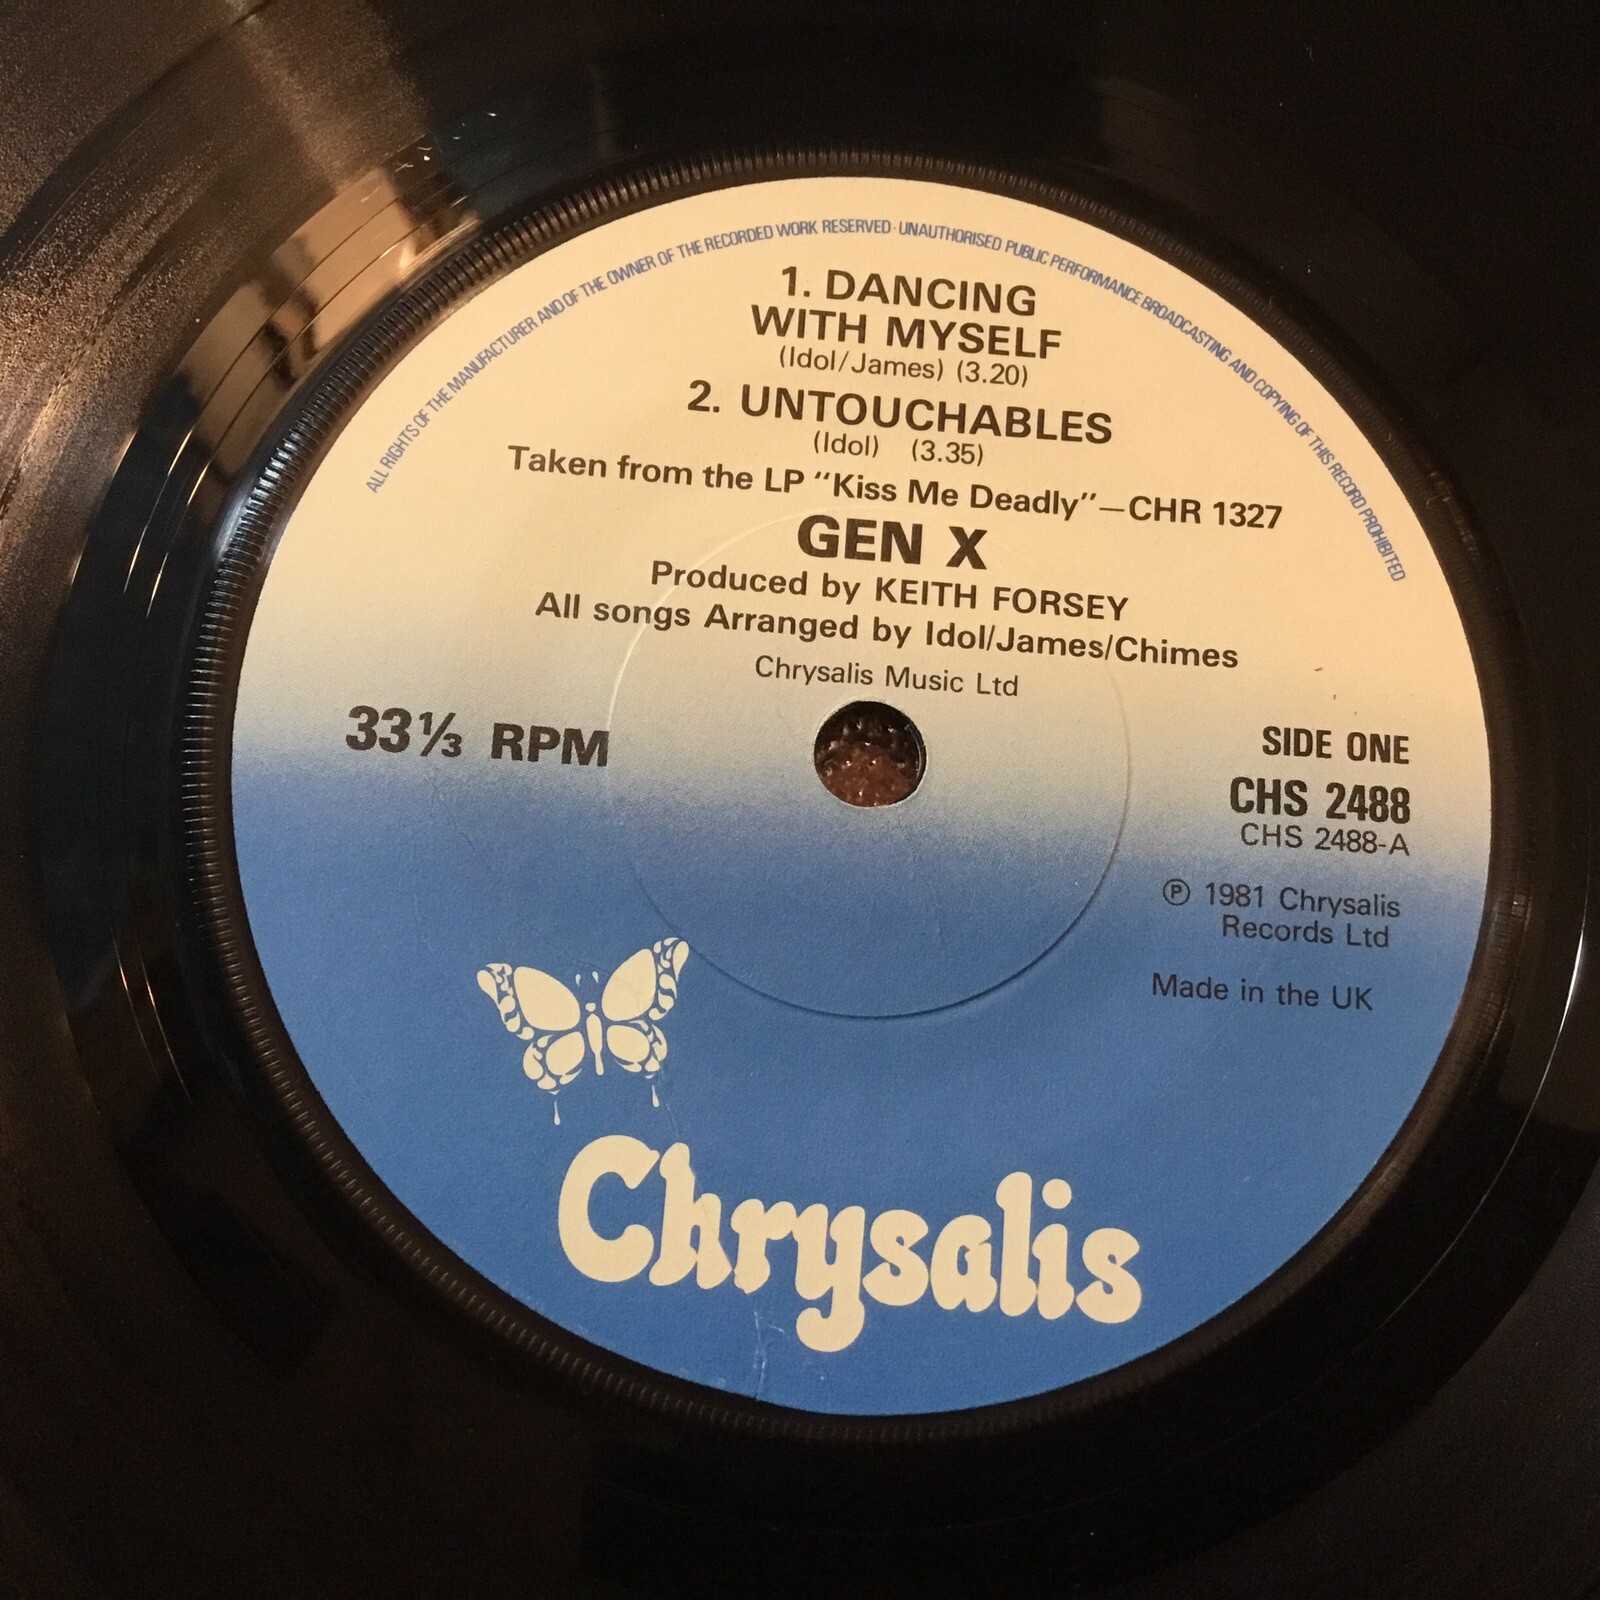 ALL RIGHTS OF THE MANUFACTURER AND OF THE OWNER OF THE RECORDED WORK RESERVED · UNAUTHORISED PUBLIC PERFORMANCE BROADCASTING AND COPYING OF THIS RECORD PROHIBITED
1. DANCING
WITH MYSELF
(Idol/James) (3.20)
2. UNTOUCHABLES
(Idol) (3.35)
Taken from the LP "Kiss Me Deadly"—CHR 1327
GEN X
Produced by KEITH FORSEY
All songs Arranged by Idol/James/Chimes
Chrysalis Music Ltd
33⅓ RPM
SIDE ONE
CHS 2488
CHS 2488-A
Ⓟ 1981 Chrysalis
Records Ltd
Made in the UK
Chrysalis